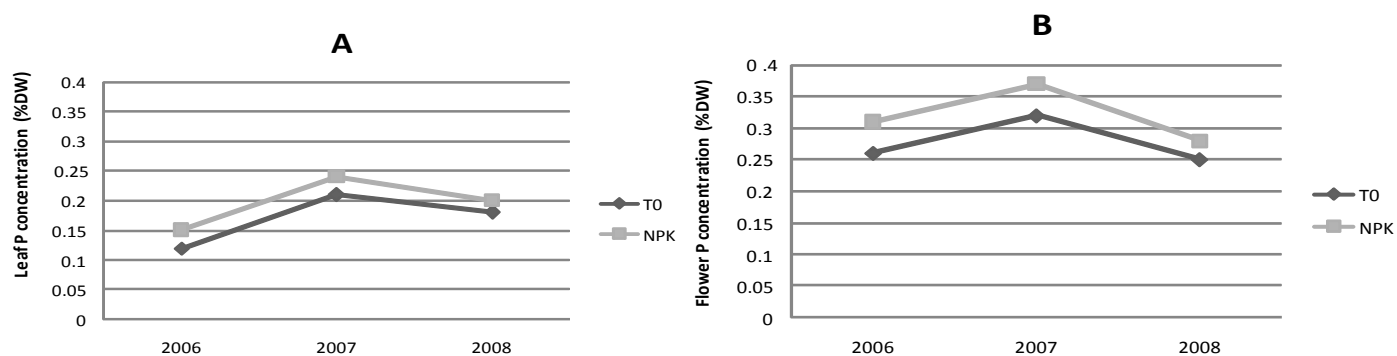 A
Leaf P concentration (%DW)
0.4
0.35
0.3
0.25
0.2
0.15
0.1
0.05
0
2006 2007 2008
T0
NPK
B
Flower P concentration (%DW)
0 .4
0.35
0.3
0.25
0.2
0.15
0.1
0.05
0
2006 2007 2008
T0
NPK